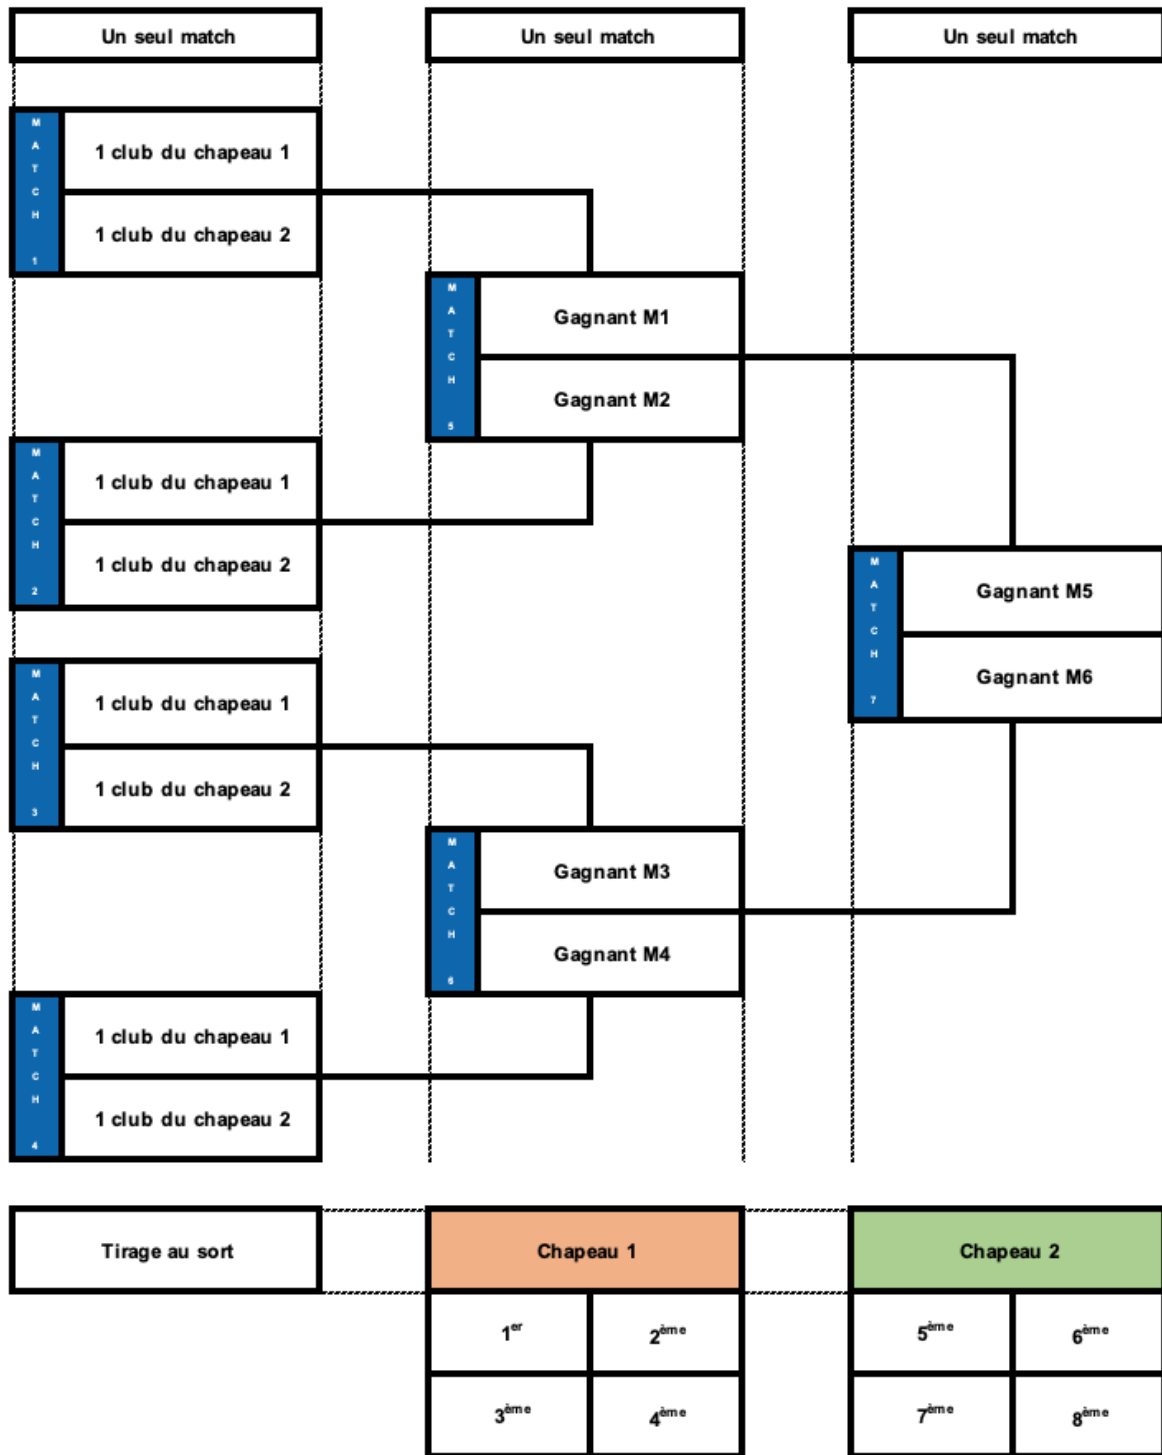 Un seul match
Un seul match
Un seul match
MATCH 1
1 club du chapeau 1
1 club du chapeau 2
MATCH 5
Gagnant M1
Gagnant M2
MATCH 2
1 club du chapeau 1
1 club du chapeau 2
MATCH 7
Gagnant M5
Gagnant M6
MATCH 3
1 club du chapeau 1
1 club du chapeau 2
MATCH 6
Gagnant M3
Gagnant M4
MATCH 4
1 club du chapeau 1
1 club du chapeau 2
Tirage au sort
Chapeau 1
Chapeau 2
1er
2ème
5ème
6ème
3ème
4ème
7ème
8ème